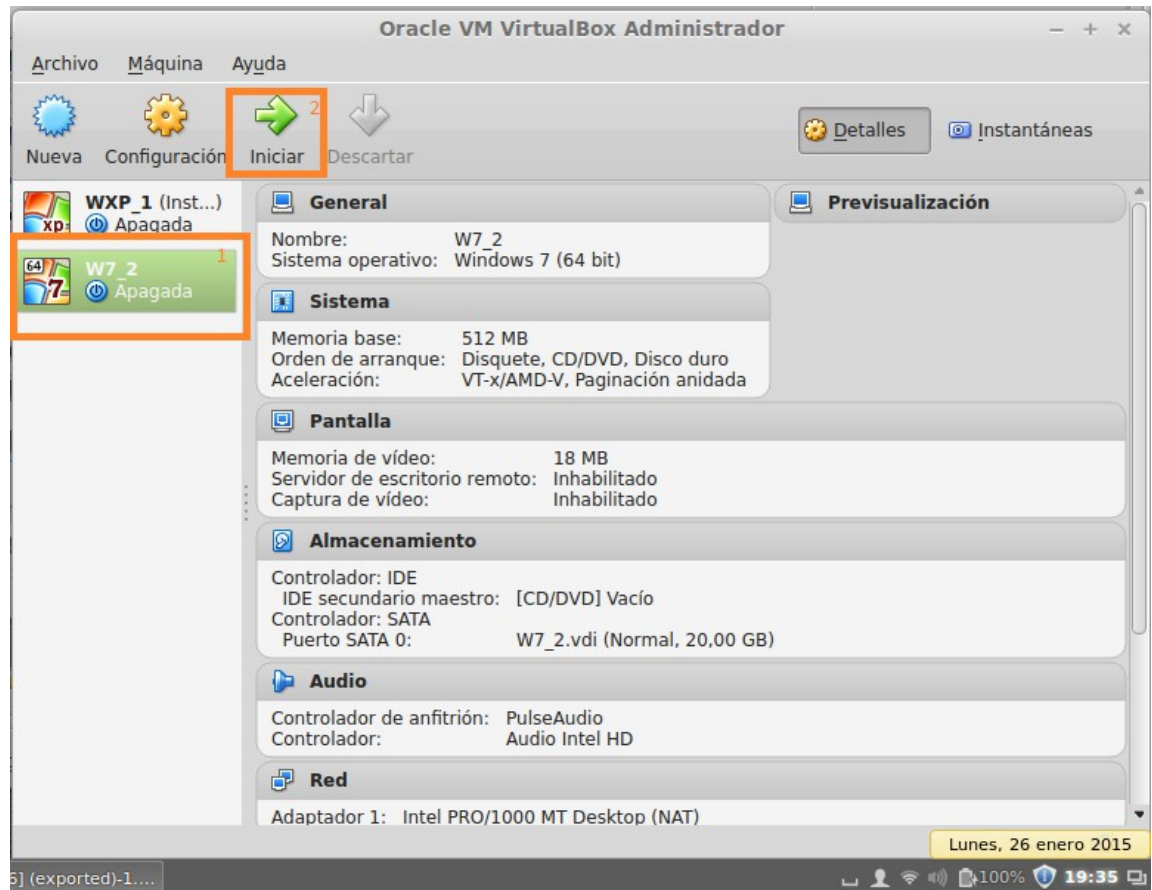 Oracle VM VirtualBox Administrador
Archivo Máquina Ayuda
Nueva Configuración Iniciar 2 Descartar
Detalles Instantáneas
WXP_1 (Inst...)
Apagada
xp
64
7
W7_2 1
Apagada
General
Nombre: W7_2
Sistema operativo: Windows 7 (64 bit)
Previsualización
Sistema
Memoria base: 512 MB
Orden de arranque: Disquete, CD/DVD, Disco duro
Aceleración: VT-x/AMD-V, Paginación anidada
Pantalla
Memoria de vídeo: 18 MB
Servidor de escritorio remoto: Inhabilitado
Captura de vídeo: Inhabilitado
Almacenamiento
Controlador: IDE
IDE secundario maestro: [CD/DVD] Vacío
Controlador: SATA
Puerto SATA 0: W7_2.vdi (Normal, 20,00 GB)
Audio
Controlador de anfitrión: PulseAudio
Controlador: Audio Intel HD
Red
Adaptador 1: Intel PRO/1000 MT Desktop (NAT)
Lunes, 26 enero 2015
6] (exported)-1....
100% 19:35